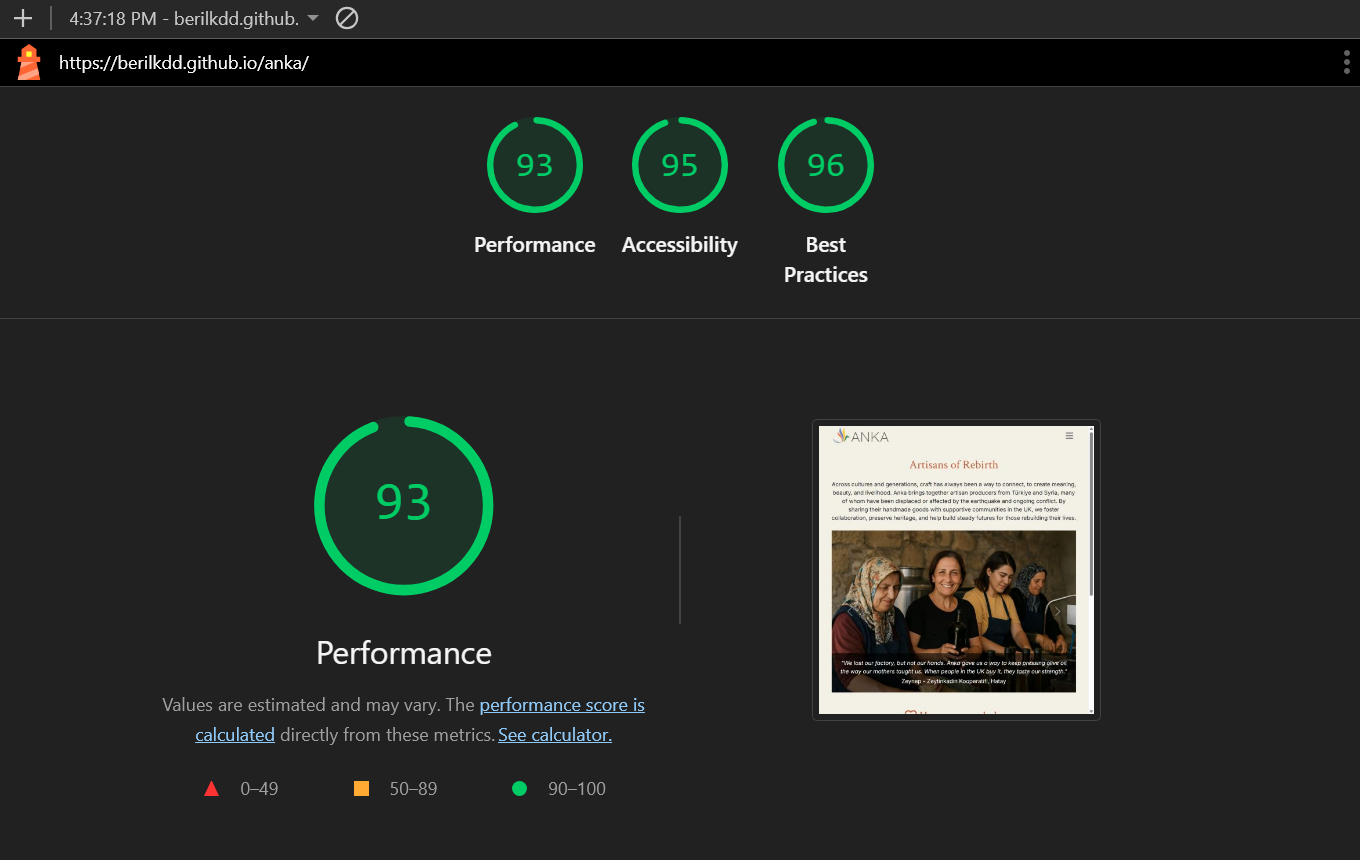 4:37:18 PM - berilkdd.github.
https://berilkdd.github.io/anka/
93
95
96
Performance
Accessibility
Best
Practices
93
Performance
Values are estimated and may vary. The performance score is
calculated directly from these metrics. See calculator.
0–49
50–89
90–100
ANKA
Artisans of Rebirth
Across cultures and generations, craft has always been a way to connect, to create meaning,
beauty, and livelihood. Anka brings together artisan producers from Türkiye and Syria, many
of whom have been displaced or affected by the earthquake and ongoing conflict. By
sharing their handmade goods with supportive communities in the UK, we foster
collaboration, preserve heritage, and help build steady futures for those rebuilding their lives.
"We lost our factory, but not our hands. Anka gave us a way to keep pressing olive oil
the way our mothers taught us. When people in the UK buy it, they taste our strength."
Zeynep - Zeytinkadın Kooperatifi, Hatay